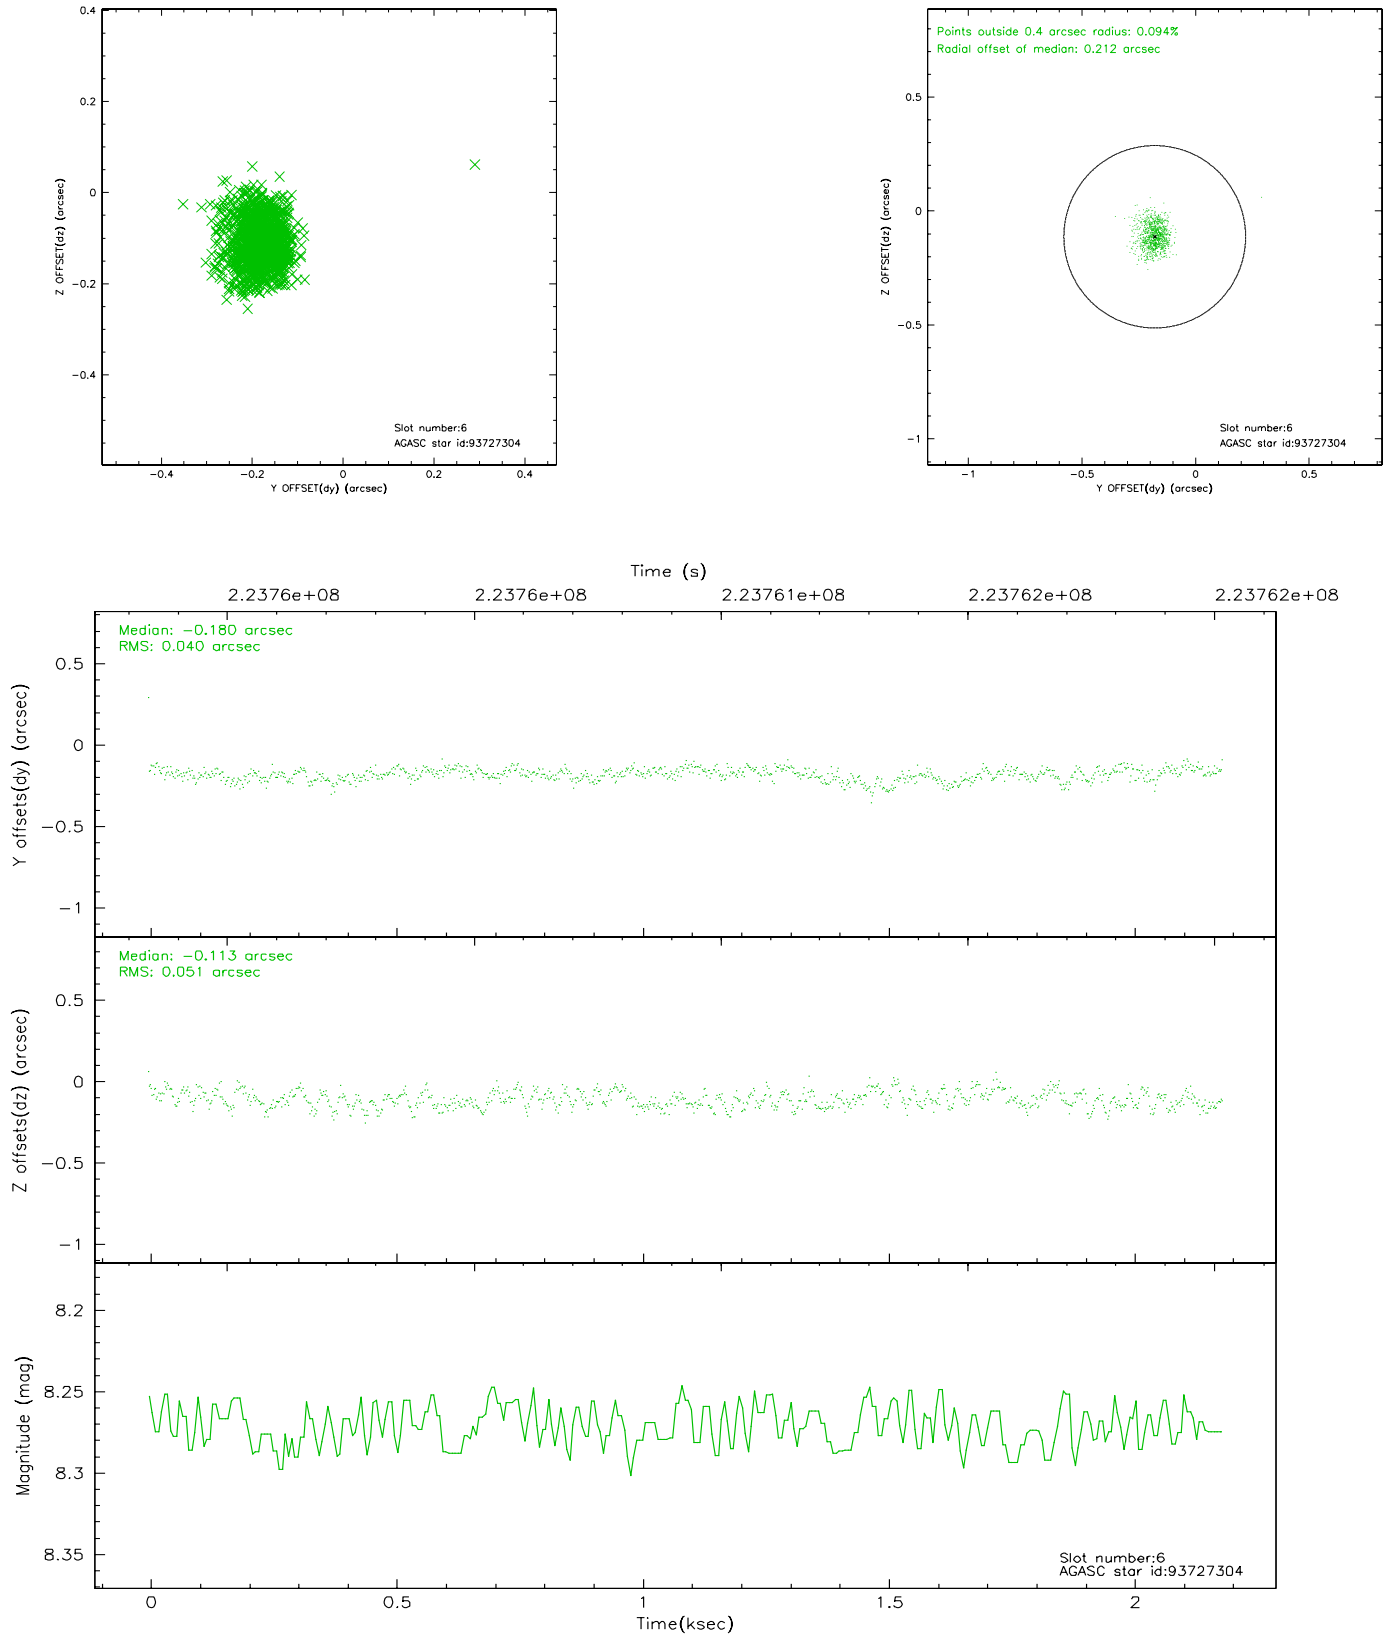 0.4
0.2
0
−0.2
−0.4
Z OFFSET(dz) (arcsec)
Slot number:6
AGASC star id:93727304
−0.4 −0.2 0 0.2 0.4
Y OFFSET(dy) (arcsec)
Points outside 0.4 arcsec radius: 0.094%
Radial offset of median: 0.212 arcsec
0.5
0
−0.5
−1
Z OFFSET(dz) (arcsec)
Slot number:6
AGASC star id:93727304
−1 −0.5 0 0.5
Y OFFSET(dy) (arcsec)
Time (s)
2.2376e+08 2.2376e+08 2.23761e+08 2.23762e+08 2.23762e+08
Median: −0.180 arcsec
RMS: 0.040 arcsec
0.5
0
−0.5
−1
Y offsets(dy) (arcsec)
Median: −0.113 arcsec
RMS: 0.051 arcsec
0.5
0
−0.5
−1
Z offsets(dz) (arcsec)
8.2
8.25
8.3
8.35
Magnitude (mag)
Slot number:6
AGASC star id:93727304
0 0.5 1 1.5 2
Time(ksec)